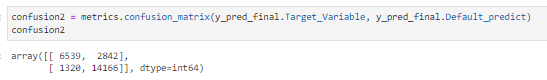 confusion2 = metrics.confusion_matrix(y_pred_final.Target_Variable, y_pred_final.Default_predict)
confusion2
array([[ 6539, 2842],
[ 1320, 14166]], dtype=int64)